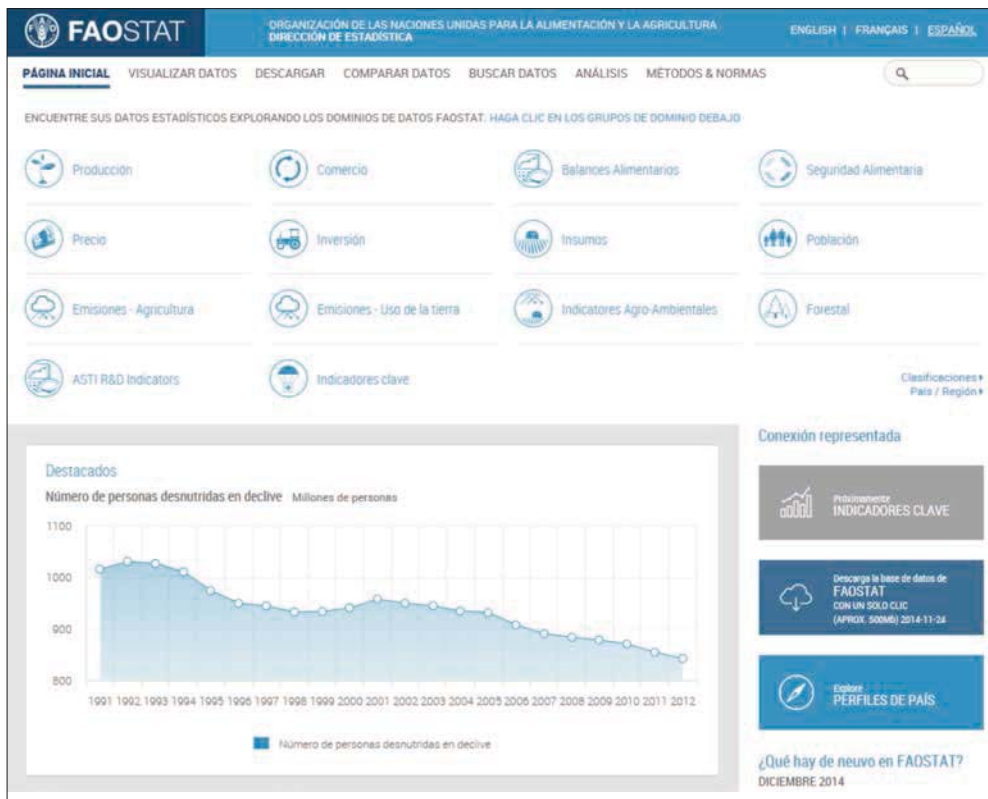 FAOSTAT
ORGANIZACIÓN DE LAS NACIONES UNIDAS PARA LA ALIMENTACIÓN Y LA AGRICULTURA
DIRECCIÓN DE ESTADÍSTICA
ENGLISH | FRANÇAIS | ESPAÑOL
PÁGINA INICIAL VISUALIZAR DATOS DESCARGAR COMPARAR DATOS BUSCAR DATOS ANÁLISIS MÉTODOS & NORMAS
ENCUENTRE SUS DATOS ESTADÍSTICOS EXPLORANDO LOS DOMINIOS DE DATOS FAOSTAT. HAGA CLIC EN LOS GRUPOS DE DOMINIO DEBAJO
Producción Comercio Balances Alimentarios Seguridad Alimentaria
Precio Inversión Insumos Población
Emisiones - Agricultura Emisiones - Uso de la tierra Indicatores Agro-Ambientales Forestal
ASTI R&D Indicators Indicadores clave
Clasificaciones
País / Región
Destacados
Número de personas desnutridas en declive Millones de personas
1100
1000
900
800
1991 1992 1993 1994 1995 1996 1997 1998 1999 2000 2001 2002 2003 2004 2005 2006 2007 2008 2009 2010 2011 2012
Número de personas desnutridas en declive
Conexión representada
Próximamente
INDICADORES CLAVE
Descarga la base de datos de
FAOSTAT
CON UN SOLO CLIC
(APROX. 500Mb) 2014-11-24
Explore
PERFILES DE PAÍS
¿Qué hay de neuvo en FAOSTAT?
DICIEMBRE 2014